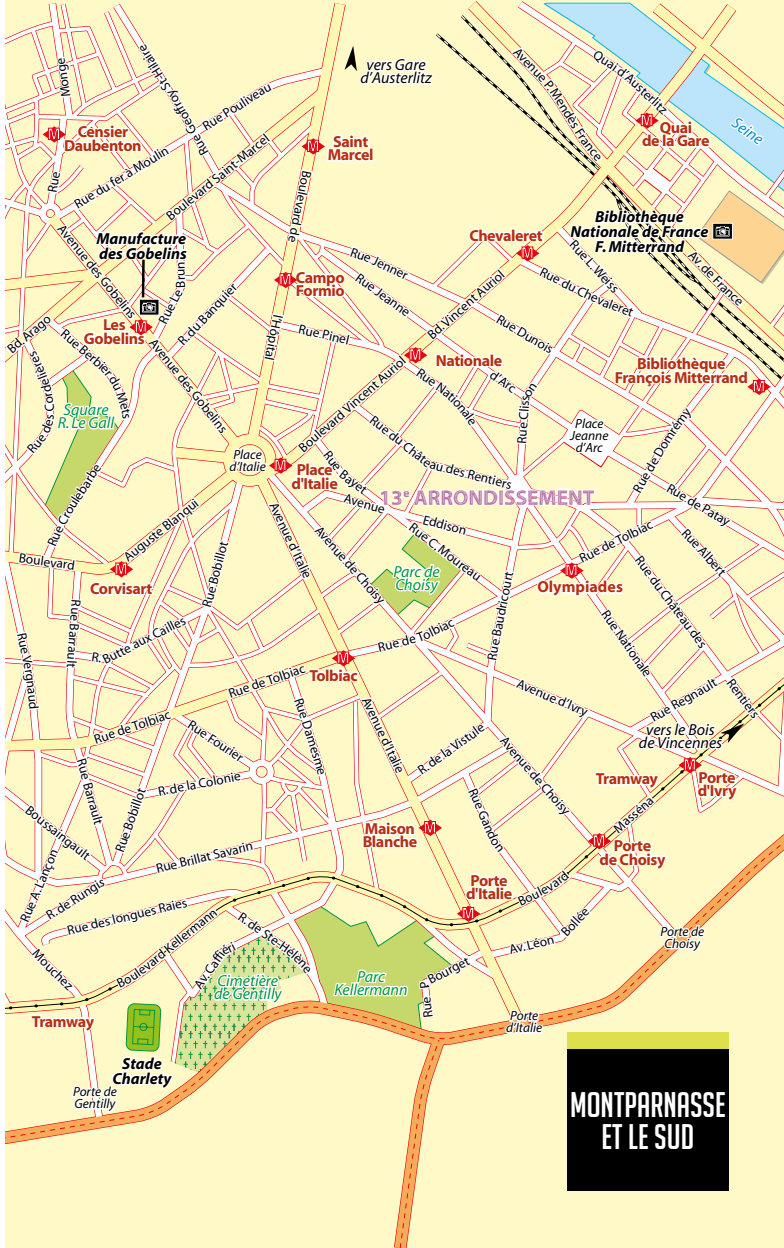 vers Gare
d'Austerlitz
Avenue P. Mendès France
Quai d'Austerlitz
Seine
Monge
Rue
Censier
Daubenton
Rue Geoffroy St-Hilaire
Rue Pouliveau
Saint
Marcel
Quai
de la Gare
Rue du fer à Moulin
Boulevard Saint-Marcel
Boulevard de
l'Hôpital
Manufacture
des Gobelins
Avenue des Gobelins
Rue Le Brun
Chevaleret
Bibliothèque
Nationale de France
F. Mitterrand
Av. de France
Rue Jenner
Rue Jeanne
d'Arc
Rue L. Weiss
Rue du Chevaleret
Campo
Formio
R. du Banquier
Bd. Vincent Auriol
Rue Dunois
Bd. Arago
Les
Gobelins
Rue Pinel
Avenue des Gobelins
Rue Berbier du Mets
Rue des Cordelières
Nationale
Bibliothèque
François Mitterrand
Square
R. Le Gall
Boulevard Vincent Auriol
Rue Nationale
Rue Clisson
Place
Jeanne
d'Arc
Rue de Domrémy
Place
d'Italie
Place
d'Italie
Rue du Château des Rentiers
Rue Bayet
Rue Croulebarbe
13e ARRONDISSEMENT
Avenue
Eddison
Rue de Patay
Boulevard
Auguste Blanqui
Corvisart
Rue Bobillot
Avenue d'Italie
Avenue de Choisy
Rue C. Moureau
Parc de
Choisy
Rue de Tolbiac
Rue Albert
Olympiades
Rue du Château des
Rentiers
Rue Vergnaud
Rue Barrault
R. Butte aux Cailles
Rue Baudricourt
Rue Nationale
Rue de Tolbiac
Tolbiac
Rue de Tolbiac
Rue de Tolbiac
Avenue d'Ivry
Rue Regnault
vers le Bois
de Vincennes
Rue Fourier
Rue Damesme
Avenue d'Italie
R. de la Vistule
Avenue de Choisy
Tramway
Porte
d'Ivry
R. de la Colonie
Rue Barrault
Rue Bobillot
Rue Gandon
Masséna
Boussaingault
Maison
Blanche
Porte
de Choisy
Rue Brillat Savarin
Rue A. Lançon
R. de Rungis
Porte
d'Italie
Boulevard
Rue des longues Raies
Boulevard Kellermann
R. de Ste-Hélène
Av. Caffiéri
Av. Léon
Bollée
Porte de
Choisy
Mouchez
Cimetière
de Gentilly
Parc
Kellermann
Rue P. Bourget
Tramway
Porte
d'Italie
Stade
Charlety
Porte de
Gentilly
MONTPARNASSE
ET LE SUD